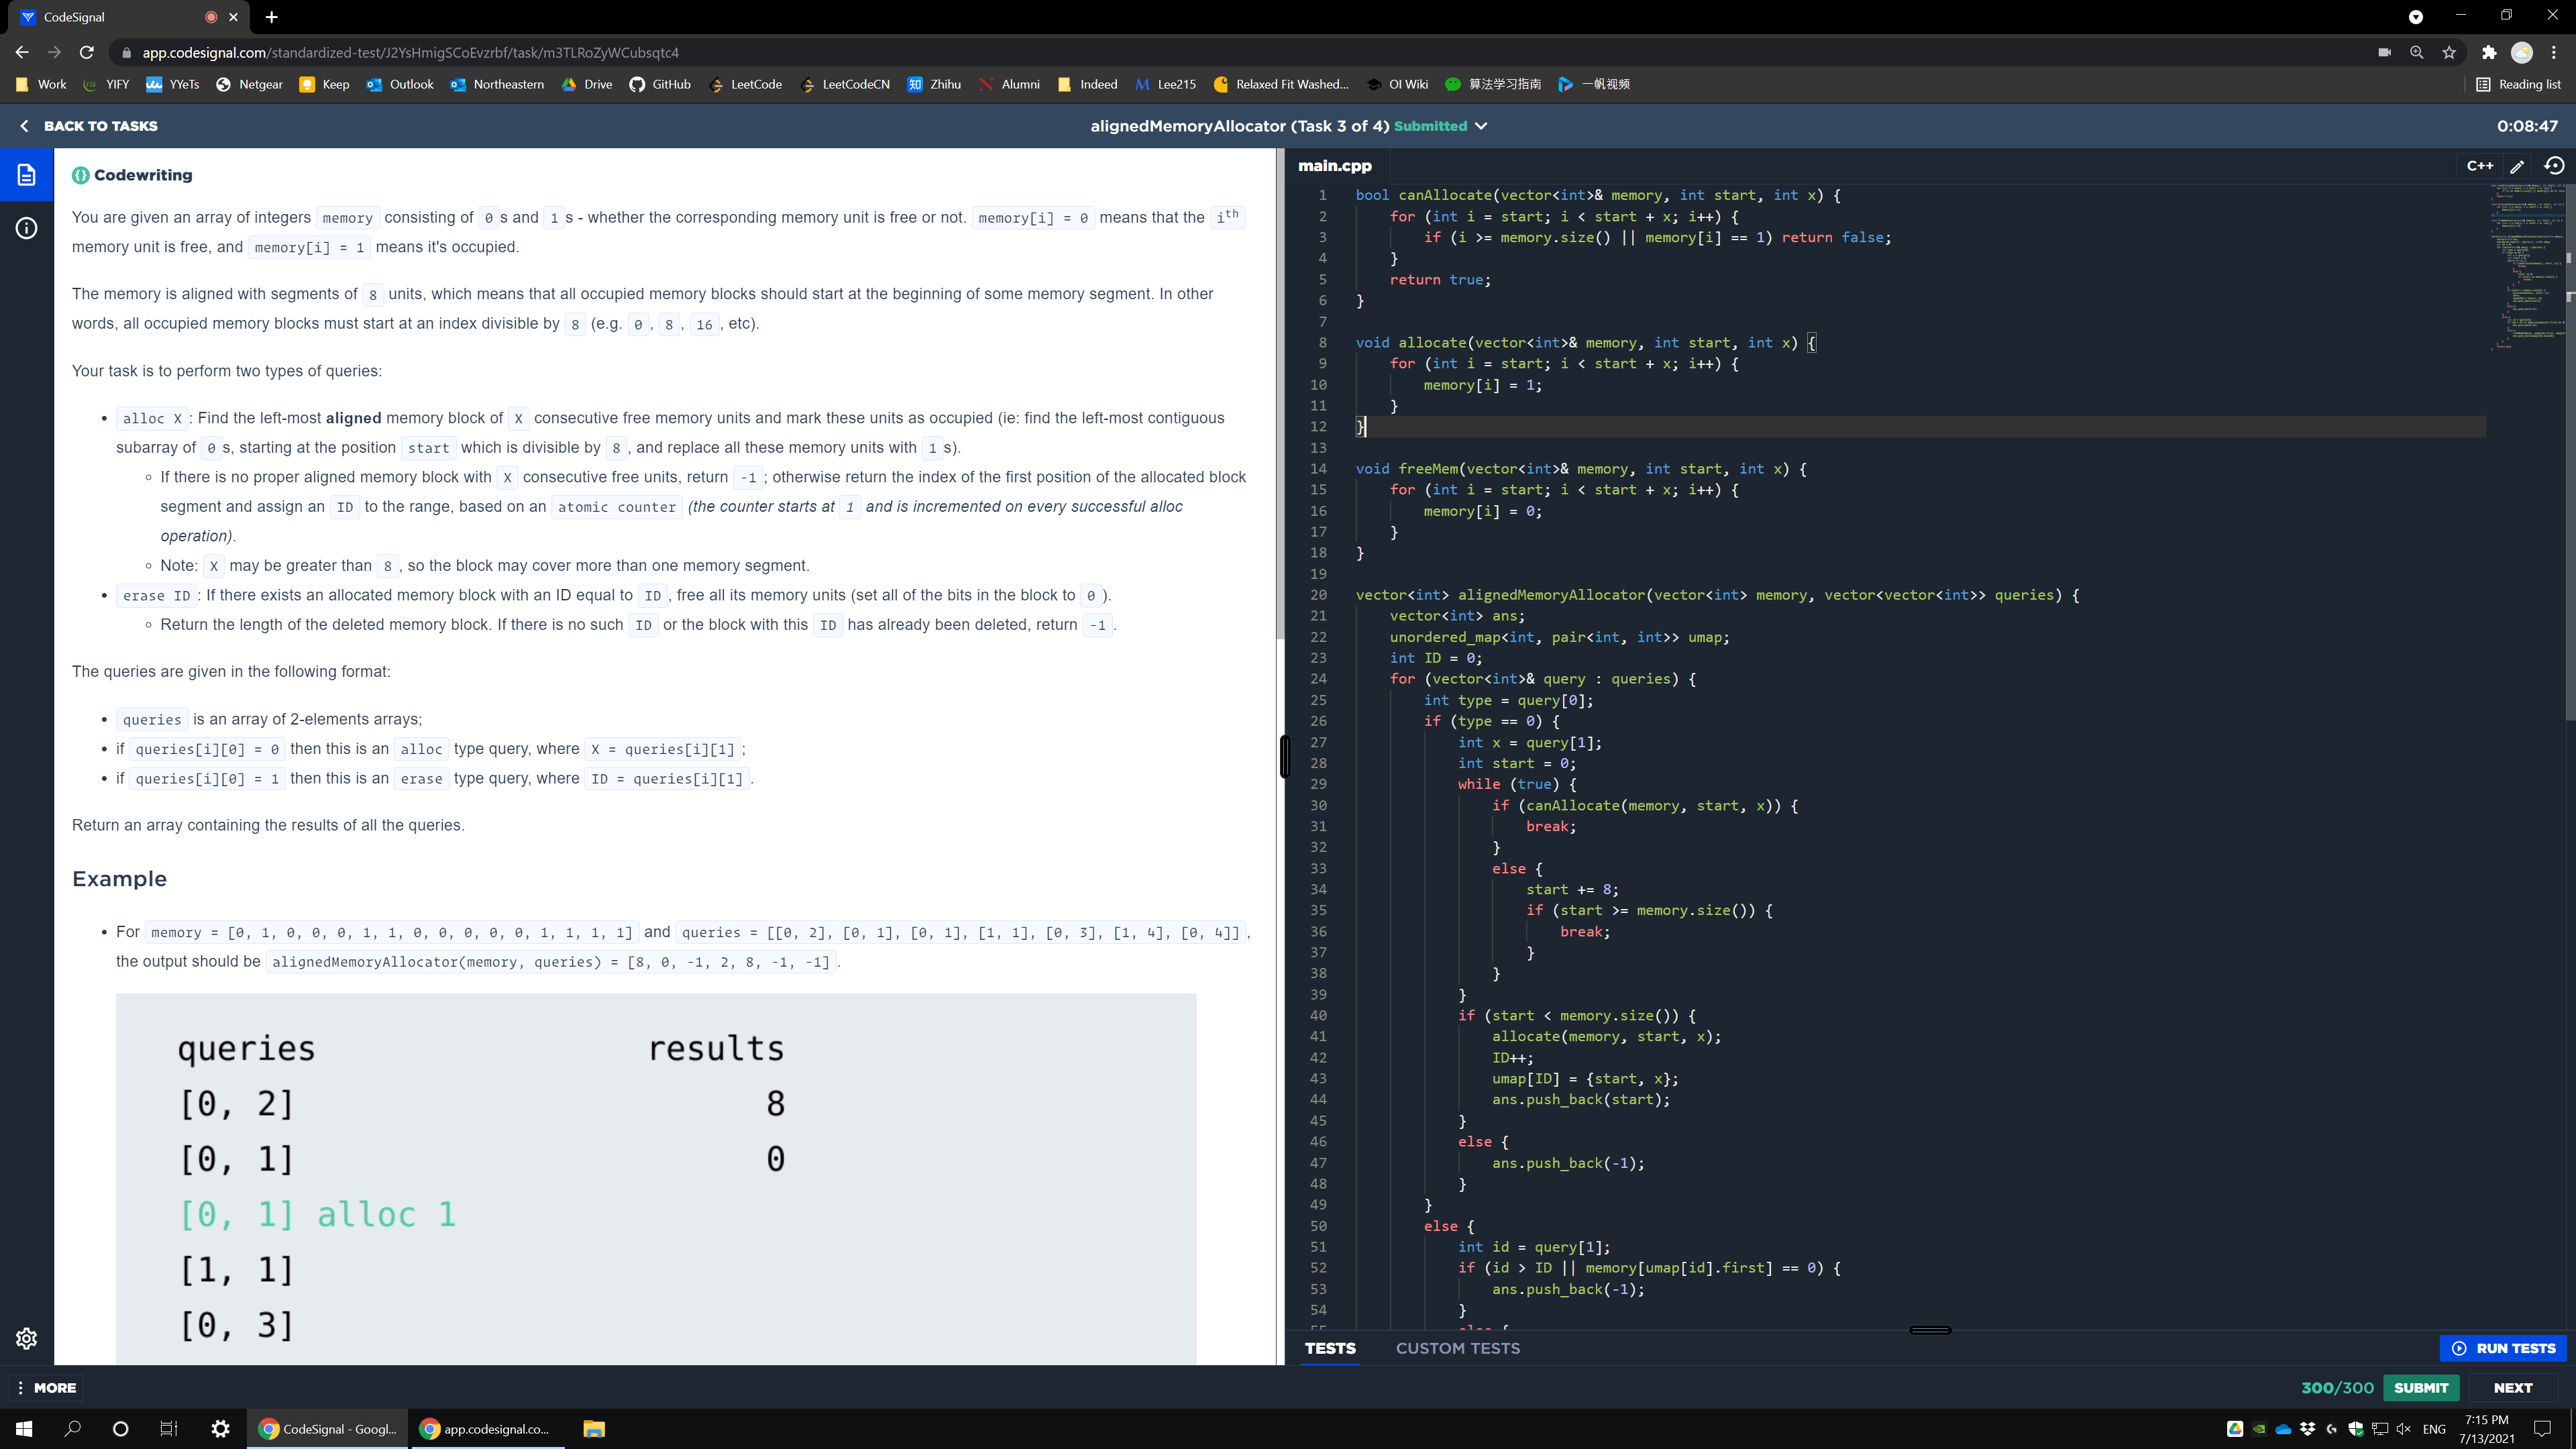 CodeSignal
app.codesignal.com/standardized-test/J2YsHmigSCoEvzrbf/task/m3TLRoZyWCubsqtc4
Work YIFY YYeTs Netgear Keep Outlook Northeastern Drive GitHub LeetCode LeetCodeCN Zhihu Alumni Indeed Lee215 Relaxed Fit Washed... OI Wiki 算法学习指南 一帆视频 Reading list
BACK TO TASKS
alignedMemoryAllocator (Task 3 of 4) Submitted
0:08:47
Codewriting
You are given an array of integers memory consisting of 0 s and 1 s - whether the corresponding memory unit is free or not. memory[i] = 0 means that the ith
memory unit is free, and memory[i] = 1 means it's occupied.
The memory is aligned with segments of 8 units, which means that all occupied memory blocks should start at the beginning of some memory segment. In other
words, all occupied memory blocks must start at an index divisible by 8 (e.g. 0, 8, 16, etc).
Your task is to perform two types of queries:
• alloc X: Find the left-most aligned memory block of X consecutive free memory units and mark these units as occupied (ie: find the left-most contiguous
subarray of 0 s, starting at the position start which is divisible by 8, and replace all these memory units with 1 s).
◦ If there is no proper aligned memory block with X consecutive free units, return -1; otherwise return the index of the first position of the allocated block
segment and assign an ID to the range, based on an atomic counter (the counter starts at 1 and is incremented on every successful alloc
operation).
◦ Note: X may be greater than 8, so the block may cover more than one memory segment.
• erase ID: If there exists an allocated memory block with an ID equal to ID, free all its memory units (set all of the bits in the block to 0).
◦ Return the length of the deleted memory block. If there is no such ID or the block with this ID has already been deleted, return -1.
The queries are given in the following format:
• queries is an array of 2-elements arrays;
• if queries[i][0] = 0 then this is an alloc type query, where X = queries[i][1];
• if queries[i][0] = 1 then this is an erase type query, where ID = queries[i][1].
Return an array containing the results of all the queries.
Example
• For memory = [0, 1, 0, 0, 0, 1, 1, 0, 0, 0, 0, 0, 1, 1, 1, 1] and queries = [[0, 2], [0, 1], [0, 1], [1, 1], [0, 3], [1, 4], [0, 4]],
the output should be alignedMemoryAllocator(memory, queries) = [8, 0, -1, 2, 8, -1, -1].
queries results
[0, 2] 8
[0, 1] 0
[0, 1] alloc 1
[1, 1]
[0, 3]
main.cpp
C++
1 bool canAllocate(vector<int>& memory, int start, int x) {
2 for (int i = start; i < start + x; i++) {
3 if (i >= memory.size() || memory[i] == 1) return false;
4 }
5 return true;
6 }
7
8 void allocate(vector<int>& memory, int start, int x) {
9 for (int i = start; i < start + x; i++) {
10 memory[i] = 1;
11 }
12 }
13
14 void freeMem(vector<int>& memory, int start, int x) {
15 for (int i = start; i < start + x; i++) {
16 memory[i] = 0;
17 }
18 }
19
20 vector<int> alignedMemoryAllocator(vector<int> memory, vector<vector<int>> queries) {
21 vector<int> ans;
22 unordered_map<int, pair<int, int>> umap;
23 int ID = 0;
24 for (vector<int>& query : queries) {
25 int type = query[0];
26 if (type == 0) {
27 int x = query[1];
28 int start = 0;
29 while (true) {
30 if (canAllocate(memory, start, x)) {
31 break;
32 }
33 else {
34 start += 8;
35 if (start >= memory.size()) {
36 break;
37 }
38 }
39 }
40 if (start < memory.size()) {
41 allocate(memory, start, x);
42 ID++;
43 umap[ID] = {start, x};
44 ans.push_back(start);
45 }
46 else {
47 ans.push_back(-1);
48 }
49 }
50 else {
51 int id = query[1];
52 if (id > ID || memory[umap[id].first] == 0) {
53 ans.push_back(-1);
54 }
55 else {
TESTS CUSTOM TESTS RUN TESTS
MORE
300/300 SUBMIT NEXT
CodeSignal - Googl... app.codesignal.co...
ENG
7:15 PM
7/13/2021